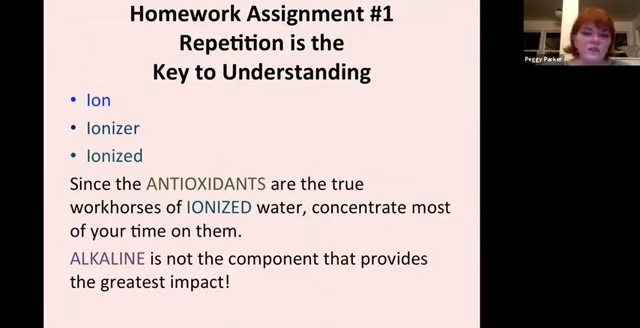 Homework Assignment #1
Repetition is the
Key to Understanding
• Ion
• Ionizer
• Ionized
Since the ANTIOXIDANTS are the true
workhorses of IONIZED water, concentrate most
of your time on them.
ALKALINE is not the component that provides
the greatest impact!
Peggy Parker